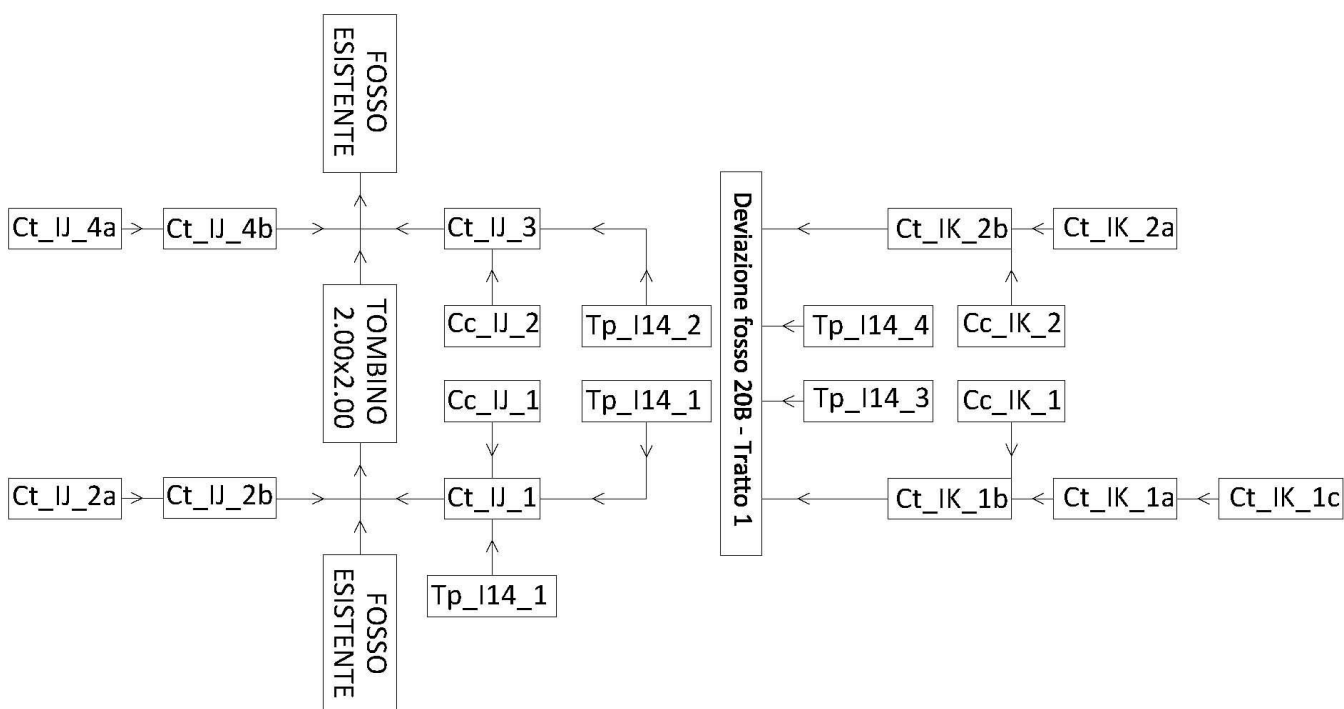 FOSSO
ESISTENTE
Ct_IJ_4a
Ct_IJ_4b
Ct_IJ_3
Ct_IK_2b
Ct_IK_2a
TOMBINO
2.00x2.00
Cc_IJ_2
Tp_I14_2
Deviazione fosso 20B - Tratto 1
Tp_I14_4
Cc_IK_2
Cc_IJ_1
Tp_I14_1
Tp_I14_3
Cc_IK_1
Ct_IJ_2a
Ct_IJ_2b
Ct_IJ_1
Ct_IK_1b
Ct_IK_1a
Ct_IK_1c
FOSSO
ESISTENTE
Tp_I14_1